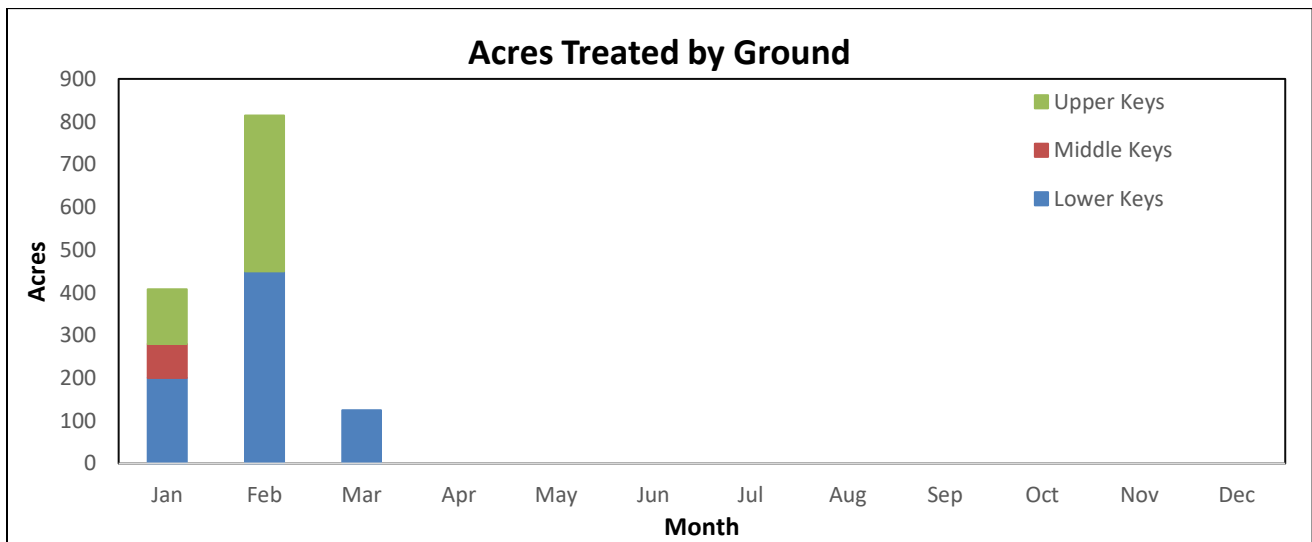 Acres Treated by Ground
900
800
700
600
500
400
300
200
100
0
Acres
Upper Keys
Middle Keys
Lower Keys
Jan Feb Mar Apr May Jun Jul Aug Sep Oct Nov Dec
Month